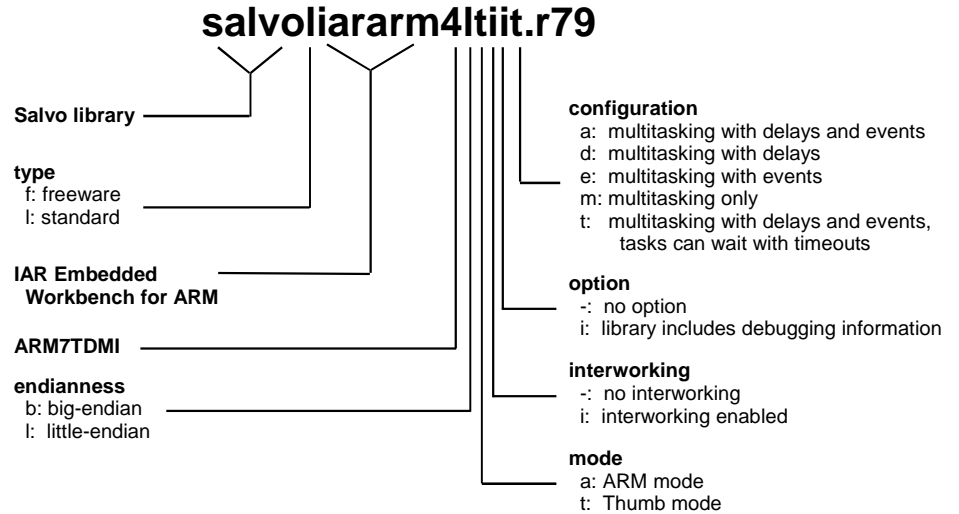 salvoliararm4ltiit.r79
Salvo library
type
f: freeware
l: standard
IAR Embedded
Workbench for ARM
ARM7TDMI
endianness
b: big-endian
l: little-endian
configuration
a: multitasking with delays and events
d: multitasking with delays
e: multitasking with events
m: multitasking only
t: multitasking with delays and events,
tasks can wait with timeouts
option
-: no option
i: library includes debugging information
interworking
-: no interworking
i: interworking enabled
mode
a: ARM mode
t: Thumb mode